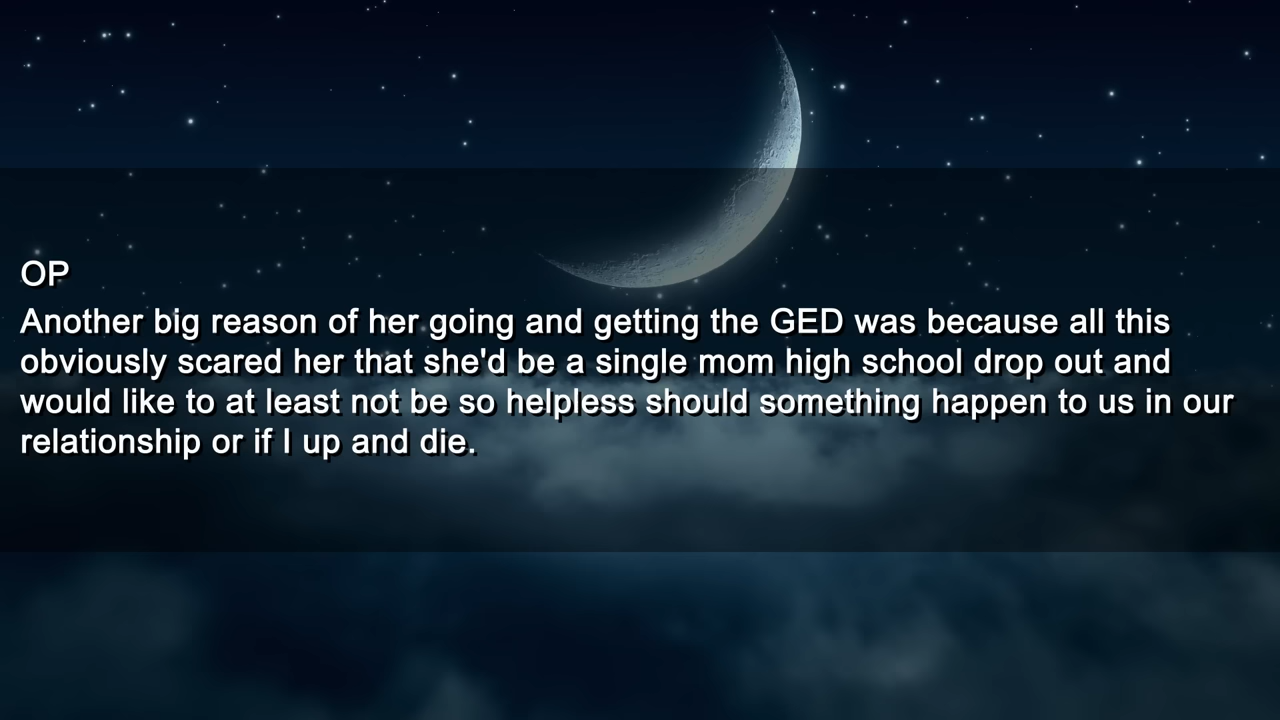 OP
Another big reason of her going and getting the GED was because all this
obviously scared her that she'd be a single mom high school drop out and
would like to at least not be so helpless should something happen to us in our
relationship or if I up and die.